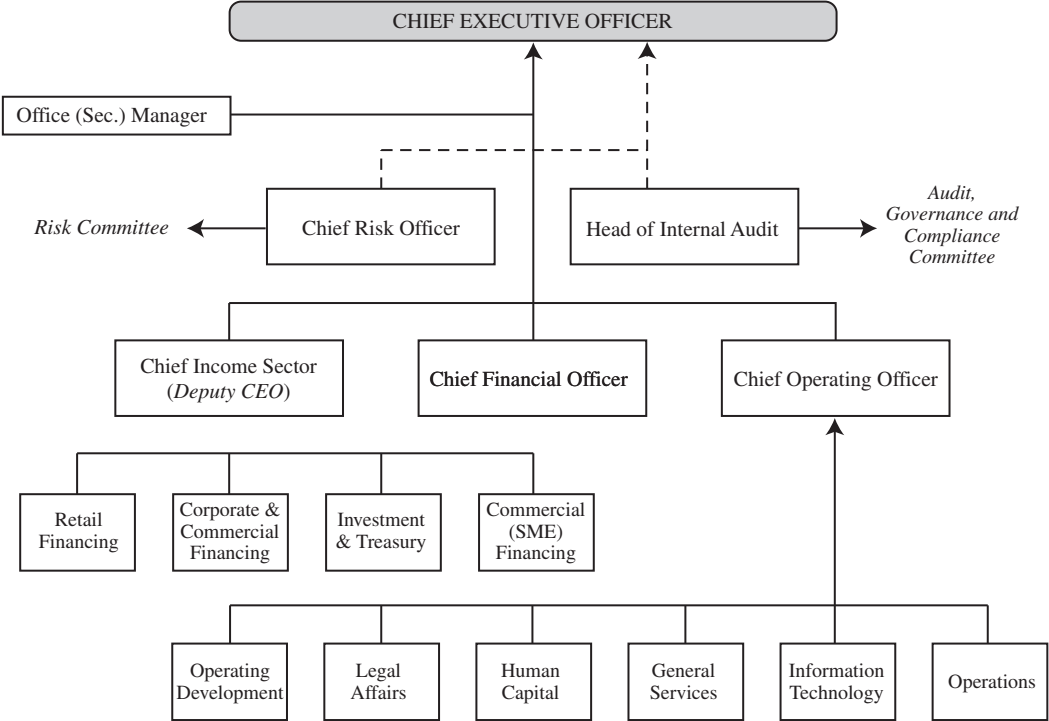 CHIEF EXECUTIVE OFFICER
Office (Sec.) Manager
Risk Committee
Chief Risk Officer
Head of Internal Audit
Audit,
Governance and
Compliance
Committee
Chief Income Sector
(Deputy CEO)
Chief Financial Officer
Chief Operating Officer
Retail
Financing
Corporate &
Commercial
Financing
Investment
& Treasury
Commercial
(SME)
Financing
Operating
Development
Legal
Affairs
Human
Capital
General
Services
Information
Technology
Operations